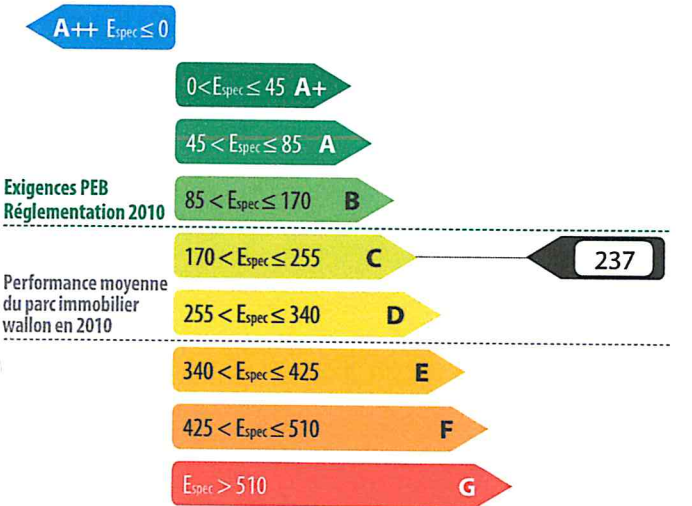 A++ Espec ≤ 0
0 < Espec ≤ 45 A+
45 < Espec ≤ 85 A
Exigences PEB
Réglementation 2010
85 < Espec ≤ 170 B
170 < Espec ≤ 255 C
237
Performance moyenne
du parc immobilier
wallon en 2010
255 < Espec ≤ 340 D
340 < Espec ≤ 425 E
425 < Espec ≤ 510 F
Espec > 510 G